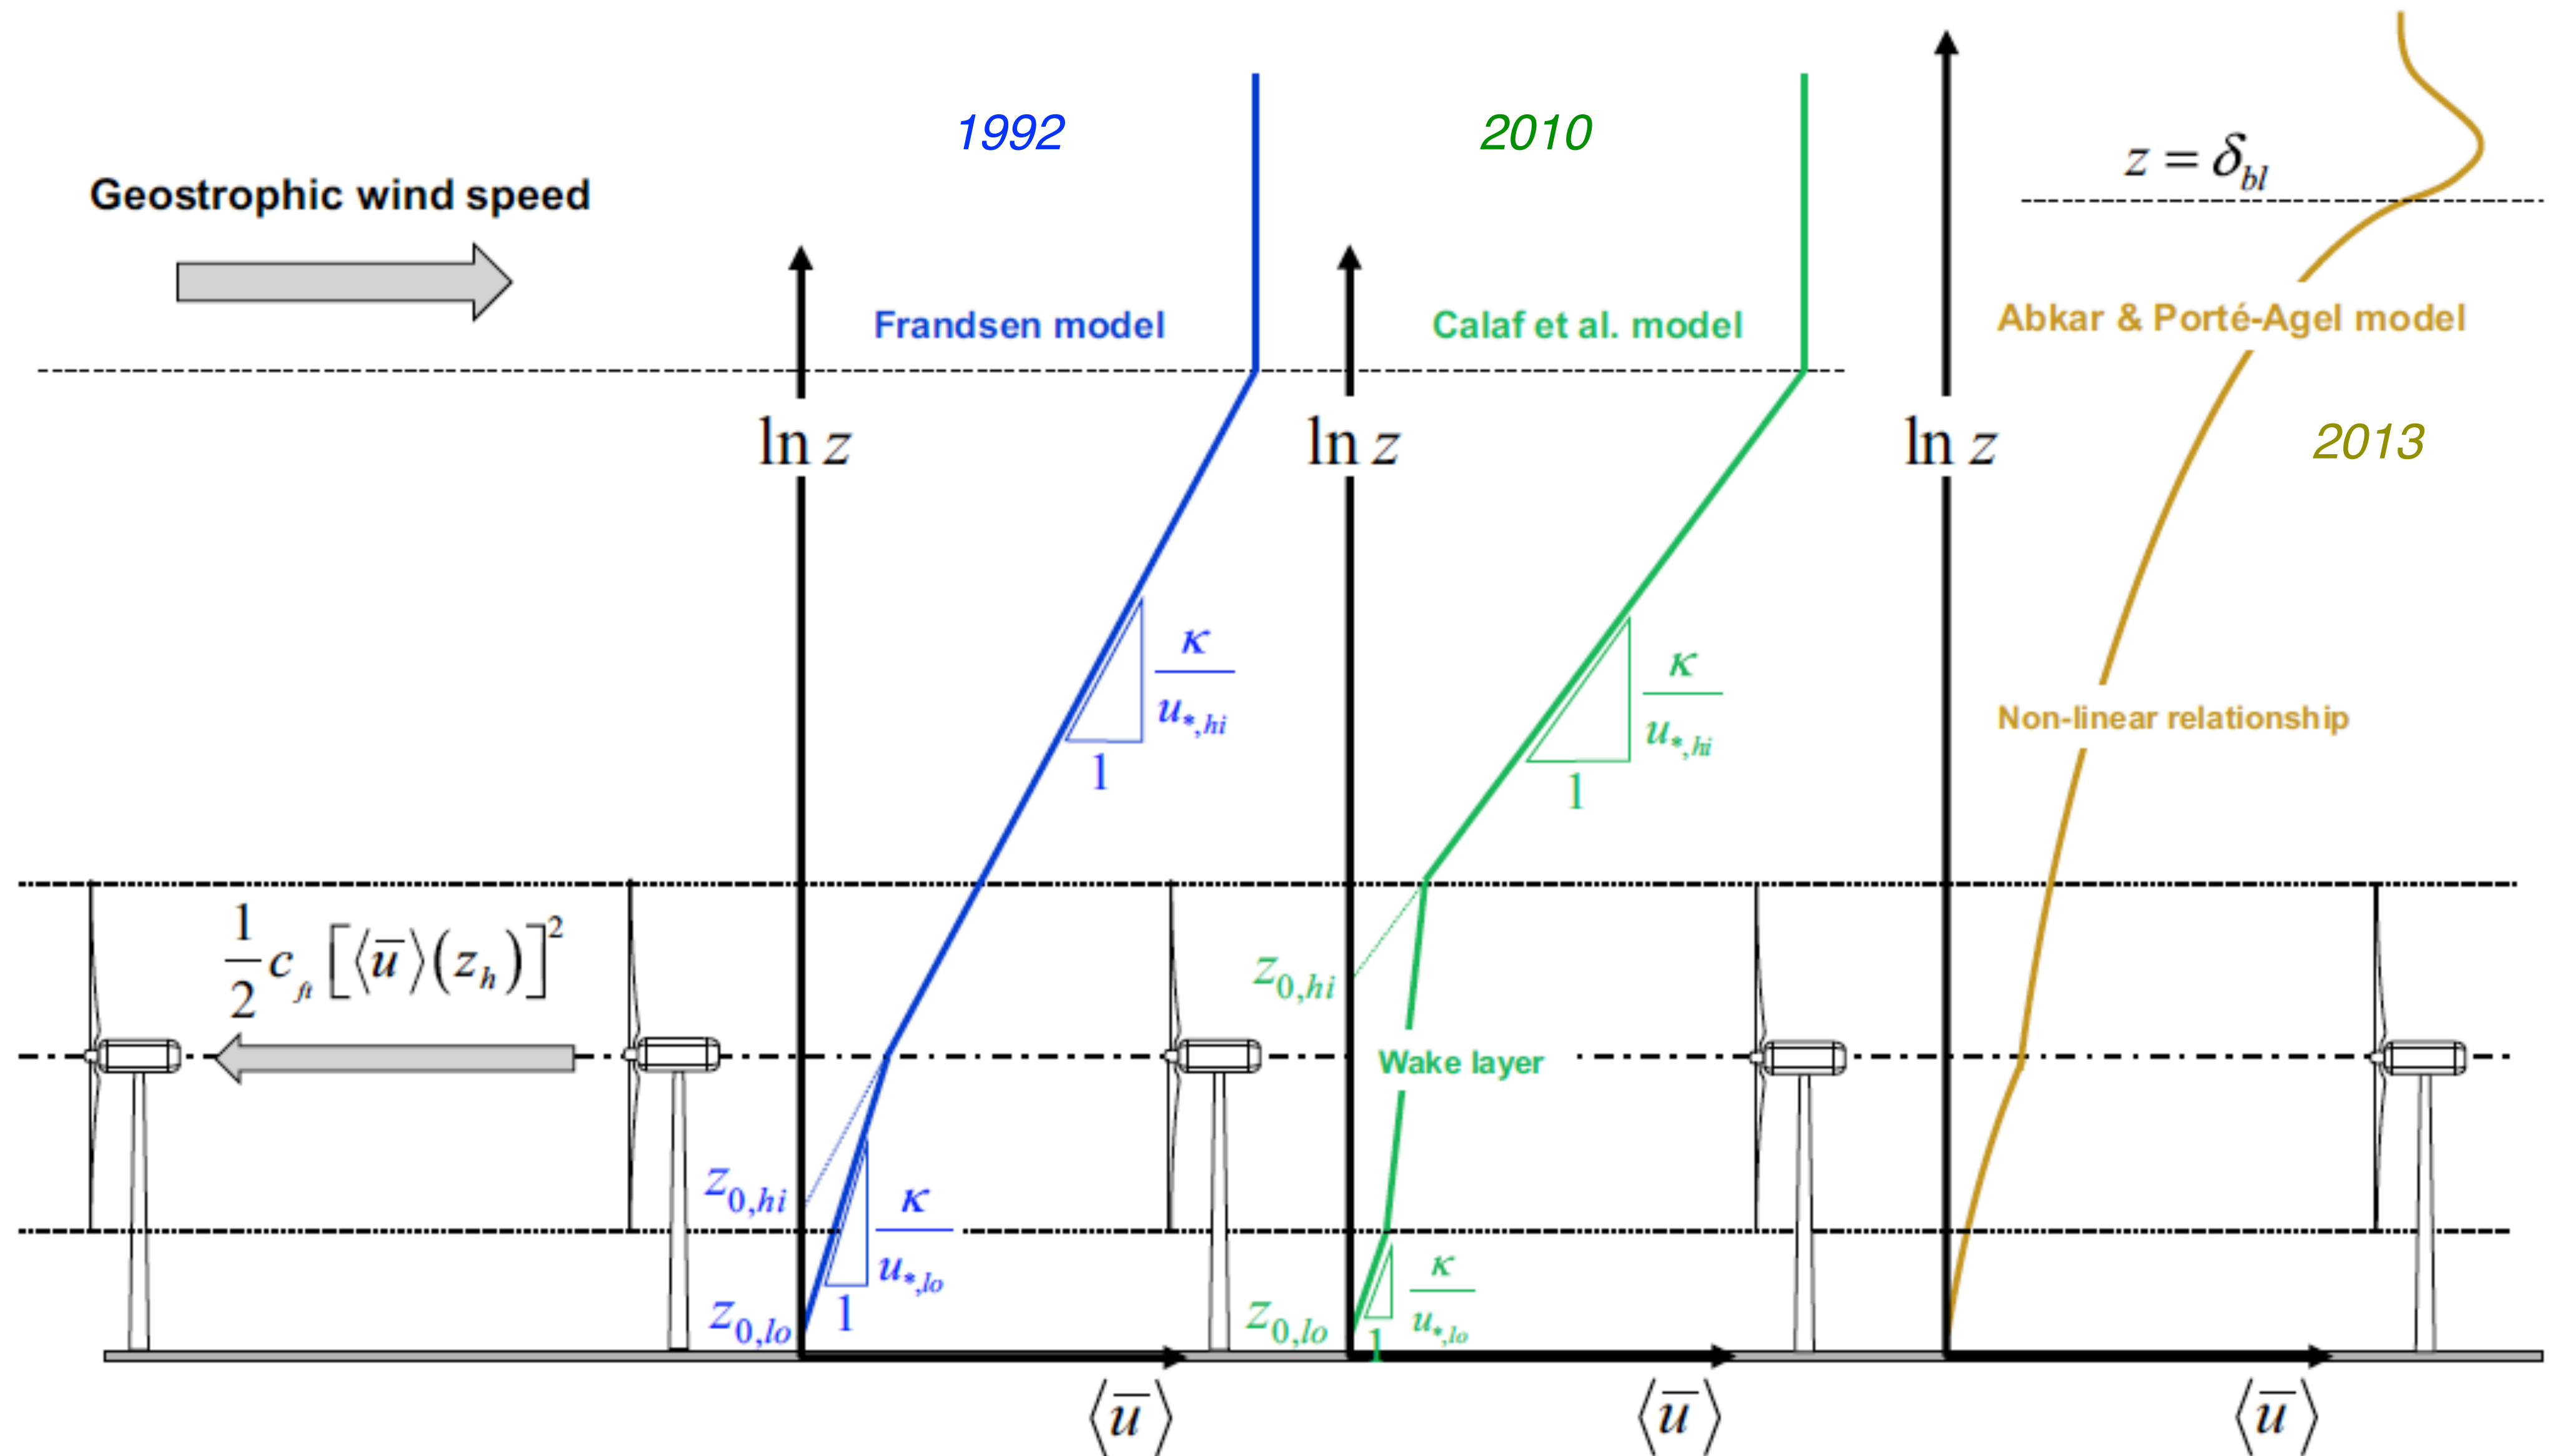 1992
2010
z = δ_bl
Geostrophic wind speed
Frandsen model
Calaf et al. model
Abkar & Porté-Agel model
ln z
ln z
ln z
2013
κ
u_*,hi
1
κ
u_*,hi
1
Non-linear relationship
1/2 c_ft [⟨u̅⟩(z_h)]²
z_0,hi
Wake layer
z_0,hi
κ
u_*,lo
1
z_0,lo
κ
u_*,lo
1
z_0,lo
⟨u̅⟩
⟨u̅⟩
⟨u̅⟩